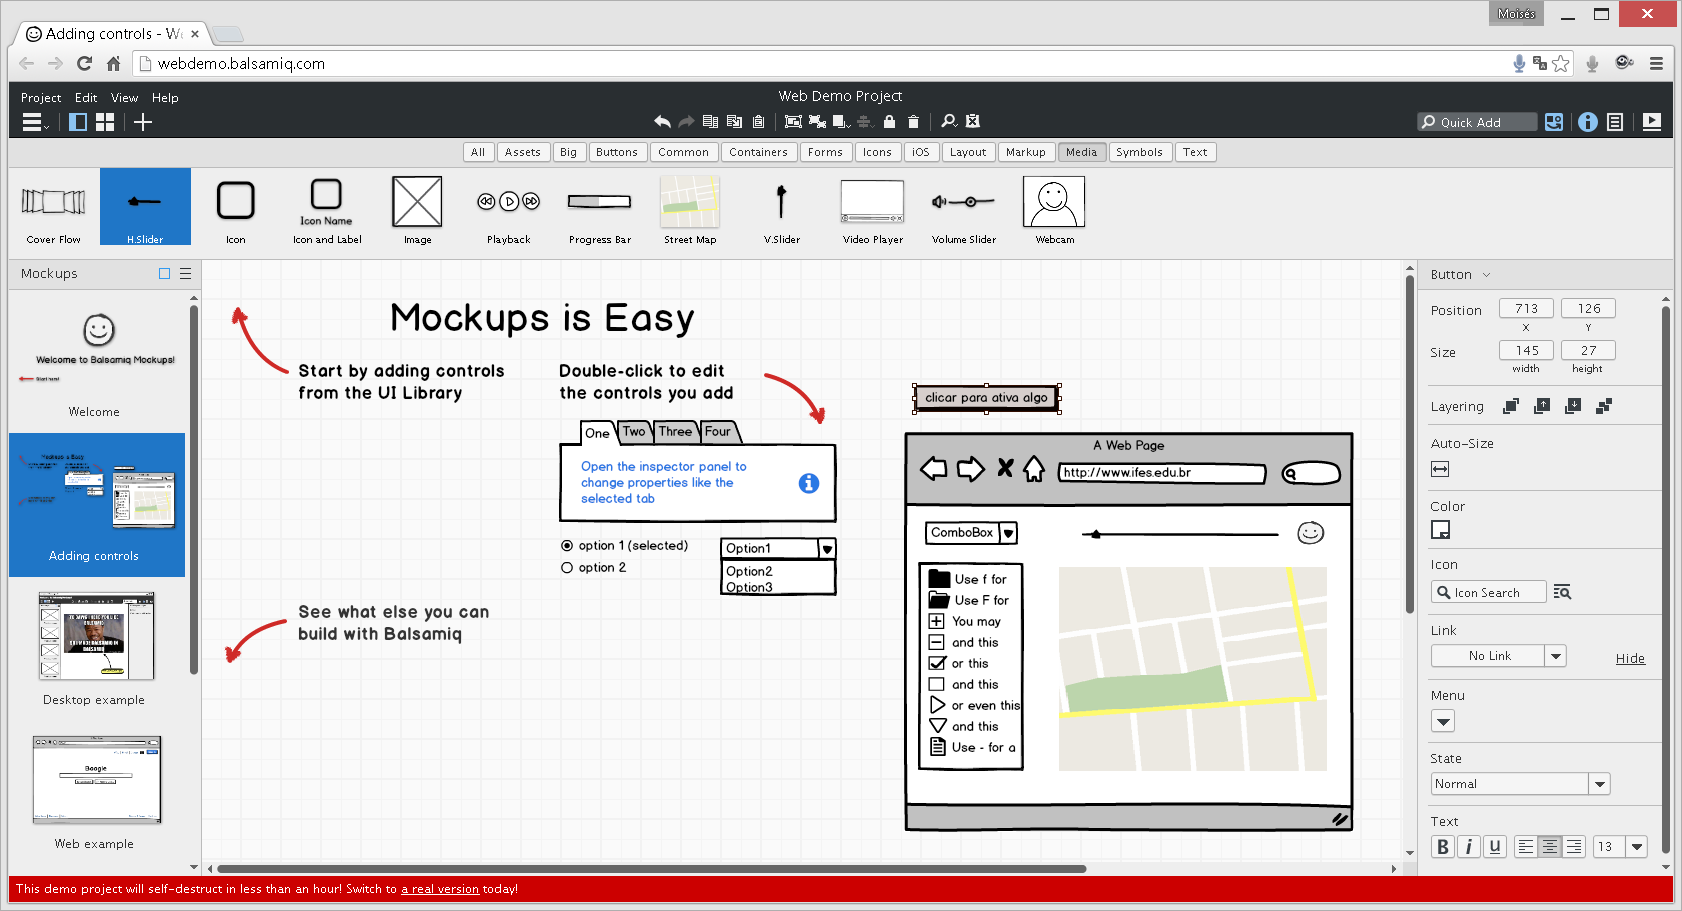 Moisés
Adding controls - We
webdemo.balsamiq.com
Project Edit View Help
Web Demo Project
Quick Add
All Assets Big Buttons Common Containers Forms Icons iOS Layout Markup Media Symbols Text
Icon Name
Cover Flow H.Slider Icon Icon and Label Image Playback Progress Bar Street Map V.Slider Video Player Volume Slider Webcam
Mockups
Welcome to Balsamiq Mockups!
Start here!
Welcome
Adding controls
Desktop example
Boogle
Web example
Mockups is Easy
Start by adding controls
from the UI Library
Double-click to edit
the controls you add
One Two Three Four
Open the inspector panel to
change properties like the
selected tab
option 1 (selected)
option 2
Option1
Option2
Option3
See what else you can
build with Balsamiq
clicar para ativa algo
A Web Page
http://www.ifes.edu.br
ComboBox
Use f for
Use F for
You may
and this
or this
and this
or even this
and this
Use - for a
Button
Position 713 126
X Y
Size 145 27
width height
Layering
Auto-Size
Color
Icon
Icon Search
Link
No Link Hide
Menu
State
Normal
Text
B i U 13
This demo project will self-destruct in less than an hour! Switch to a real version today!